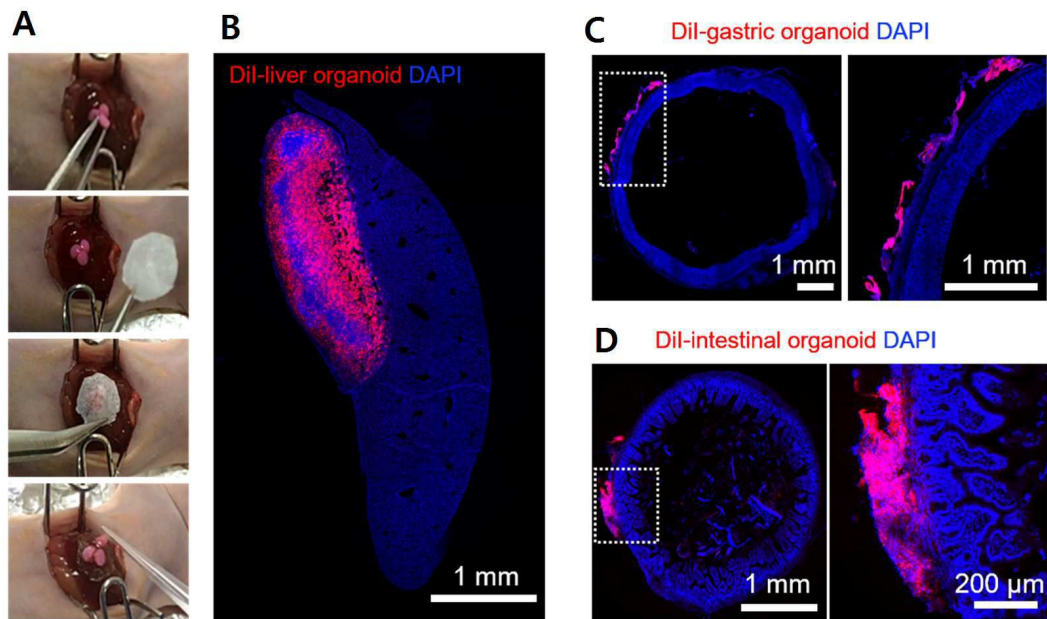 A
B
DiI-liver organoid DAPI
1 mm
C
DiI-gastric organoid DAPI
1 mm
1 mm
D
DiI-intestinal organoid DAPI
1 mm
200 μm